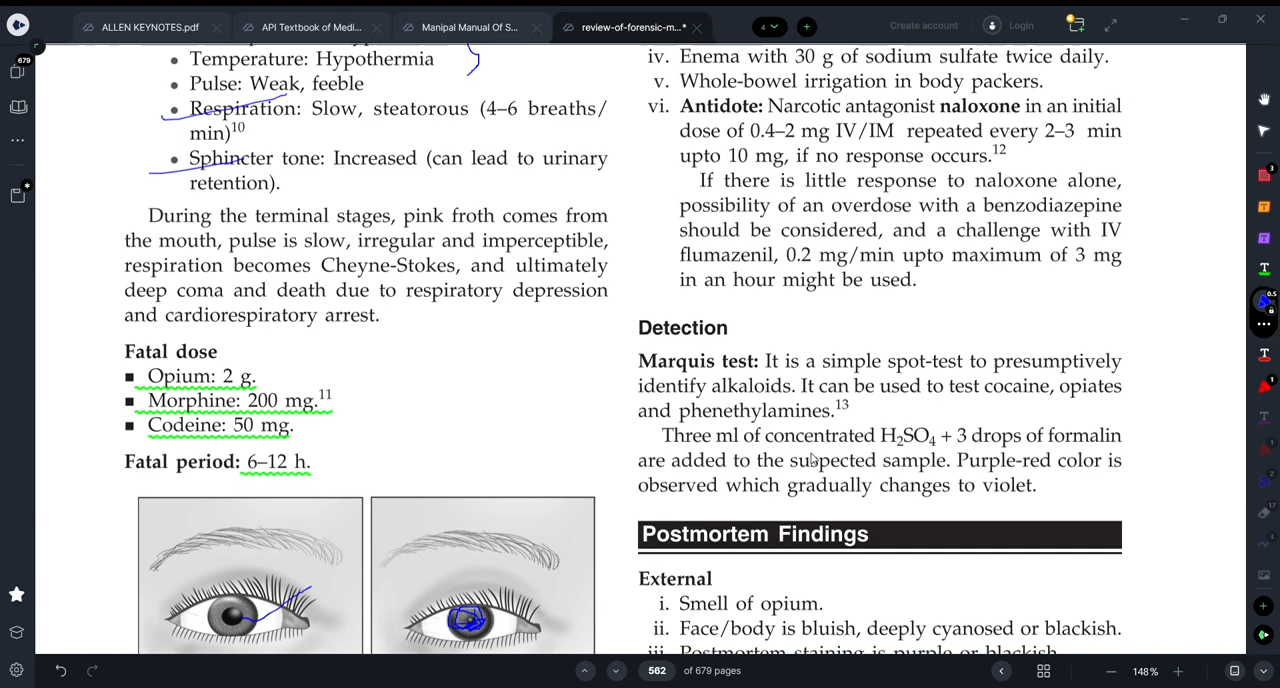 ALLEN KEYNOTES.pdf
API Textbook of Medi...
Manipal Manual Of S...
review-of-forensic-m...*
4
+
Create account
Login
679
Temperature: Hypothermia
Pulse: Weak, feeble
Respiration: Slow, steatorous (4–6 breaths/
min)10
Sphincter tone: Increased (can lead to urinary
retention).
During the terminal stages, pink froth comes from
the mouth, pulse is slow, irregular and imperceptible,
respiration becomes Cheyne-Stokes, and ultimately
deep coma and death due to respiratory depression
and cardiorespiratory arrest.
Fatal dose
Opium: 2 g.
Morphine: 200 mg.11
Codeine: 50 mg.
Fatal period: 6–12 h.
iv. Enema with 30 g of sodium sulfate twice daily.
v. Whole-bowel irrigation in body packers.
vi. Antidote: Narcotic antagonist naloxone in an initial
dose of 0.4–2 mg IV/IM repeated every 2–3 min
upto 10 mg, if no response occurs.12
If there is little response to naloxone alone,
possibility of an overdose with a benzodiazepine
should be considered, and a challenge with IV
flumazenil, 0.2 mg/min upto maximum of 3 mg
in an hour might be used.
Detection
Marquis test: It is a simple spot-test to presumptively
identify alkaloids. It can be used to test cocaine, opiates
and phenethylamines.13
Three ml of concentrated H2SO4 + 3 drops of formalin
are added to the suspected sample. Purple-red color is
observed which gradually changes to violet.
Postmortem Findings
External
i. Smell of opium.
ii. Face/body is bluish, deeply cyanosed or blackish.
iii. Postmortem staining is purple or blackish.
562 of 679 pages
148%